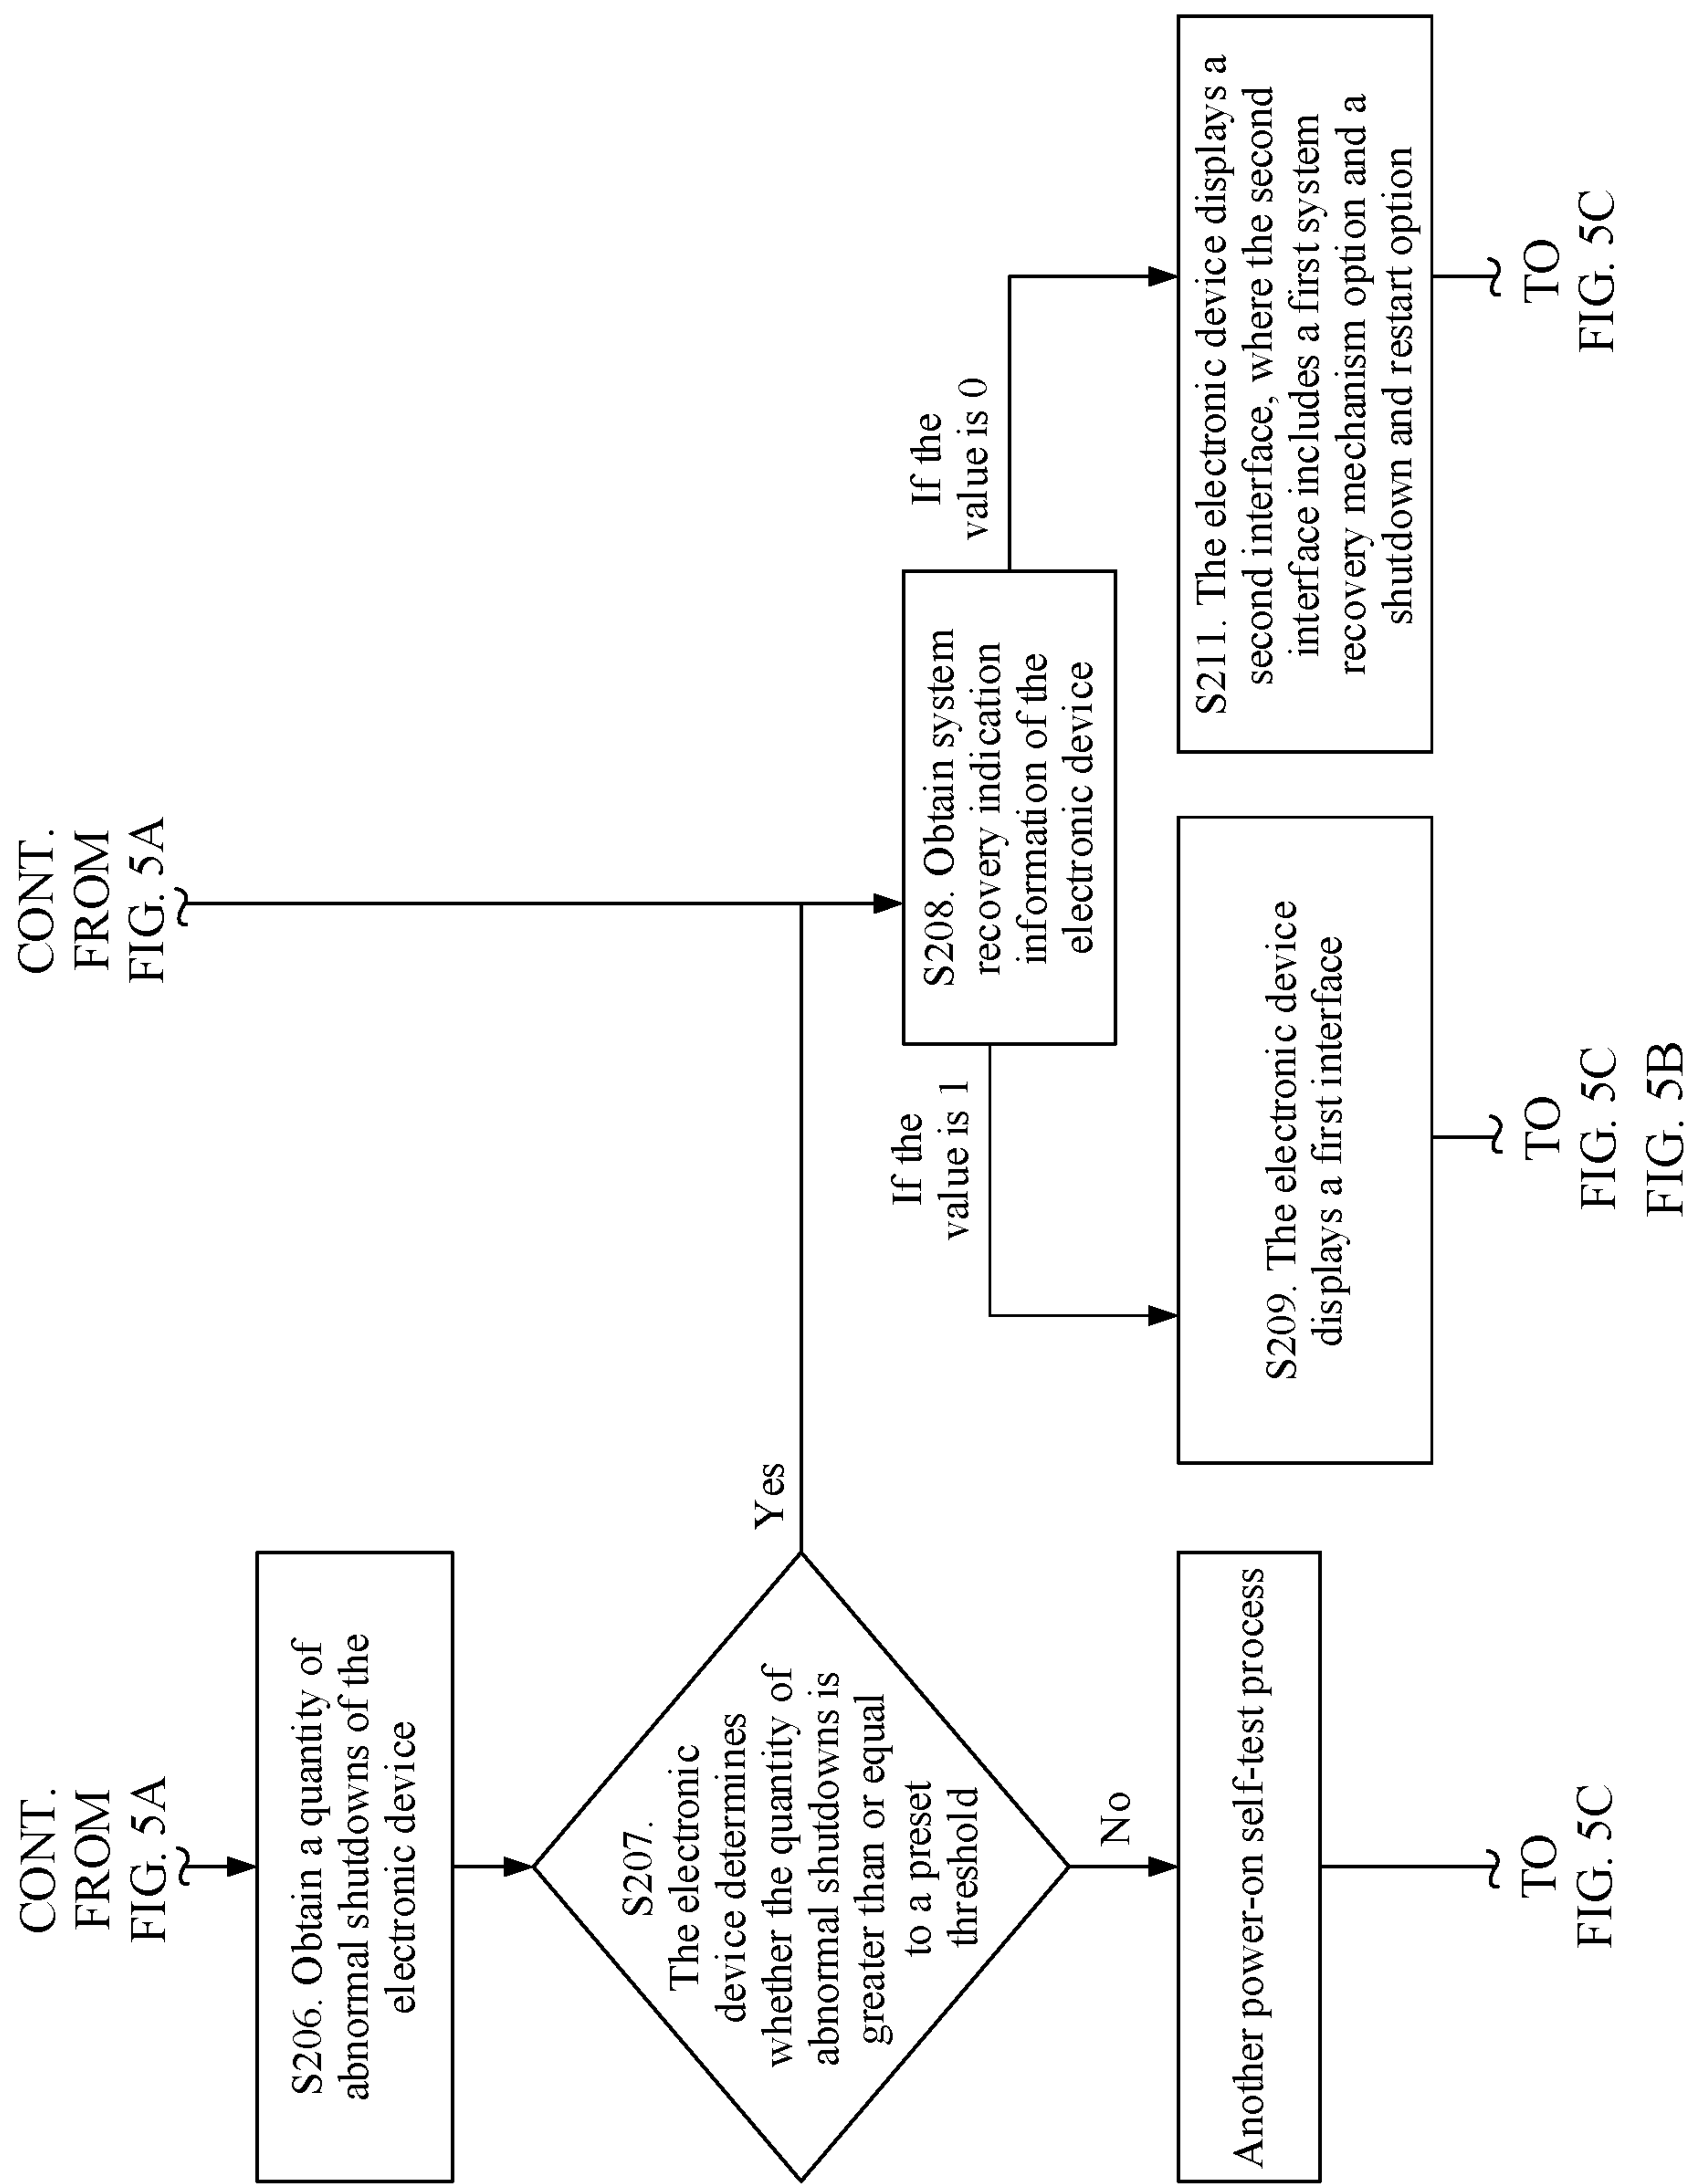 CONT.
FROM
FIG. 5A
CONT.
FROM
FIG. 5A
S206. Obtain a quantity of
abnormal shutdowns of the
electronic device
S207.
The electronic
device determines
whether the quantity of
abnormal shutdowns is
greater than or equal
to a preset
threshold
Yes
No
S208. Obtain system
recovery indication
information of the
electronic device
If the
value is 1
If the
value is 0
Another power-on self-test process
S209. The electronic device
displays a first interface
S211. The electronic device displays a
second interface, where the second
interface includes a first system
recovery mechanism option and a
shutdown and restart option
TO
FIG. 5C
TO
FIG. 5C
TO
FIG. 5C
FIG. 5B